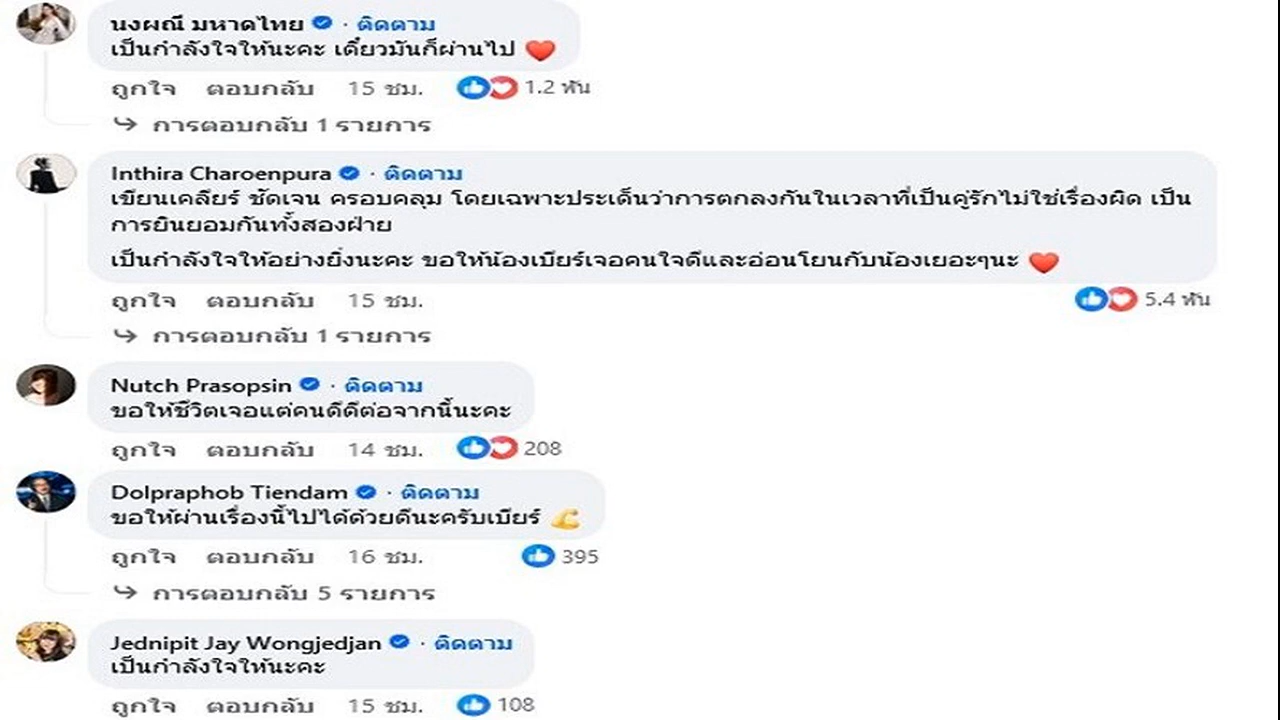 นงผณี มหาดไทย · ติดตาม
เป็นกำลังใจให้นะคะ เดี๋ยวมันก็ผ่านไป ❤️
ถูกใจ ตอบกลับ 15 ชม. 1.2 พัน
การตอบกลับ 1 รายการ
Inthira Charoenpura · ติดตาม
เขียนเคลียร์ ชัดเจน ครอบคลุม โดยเฉพาะประเด็นว่าการตกลงกันในเวลาที่เป็นคู่รักไม่ใช่เรื่องผิด เป็น
การยินยอมกันทั้งสองฝ่าย
เป็นกำลังใจให้อย่างยิ่งนะคะ ขอให้น้องเบียร์เจอคนใจดีและอ่อนโยนกับน้องเยอะๆนะ ❤️
ถูกใจ ตอบกลับ 15 ชม. 5.4 พัน
การตอบกลับ 1 รายการ
Nutch Prasopsin · ติดตาม
ขอให้ชีวิตเจอแต่คนดีดีต่อจากนี้นะคะ
ถูกใจ ตอบกลับ 14 ชม. 208
Dolpraphob Tiendam · ติดตาม
ขอให้ผ่านเรื่องนี้ไปได้ด้วยดีนะครับเบียร์ 💪
ถูกใจ ตอบกลับ 16 ชม. 395
การตอบกลับ 5 รายการ
Jednipit Jay Wongjedjan · ติดตาม
เป็นกำลังใจให้นะคะ
ถูกใจ ตอบกลับ 15 ชม. 108